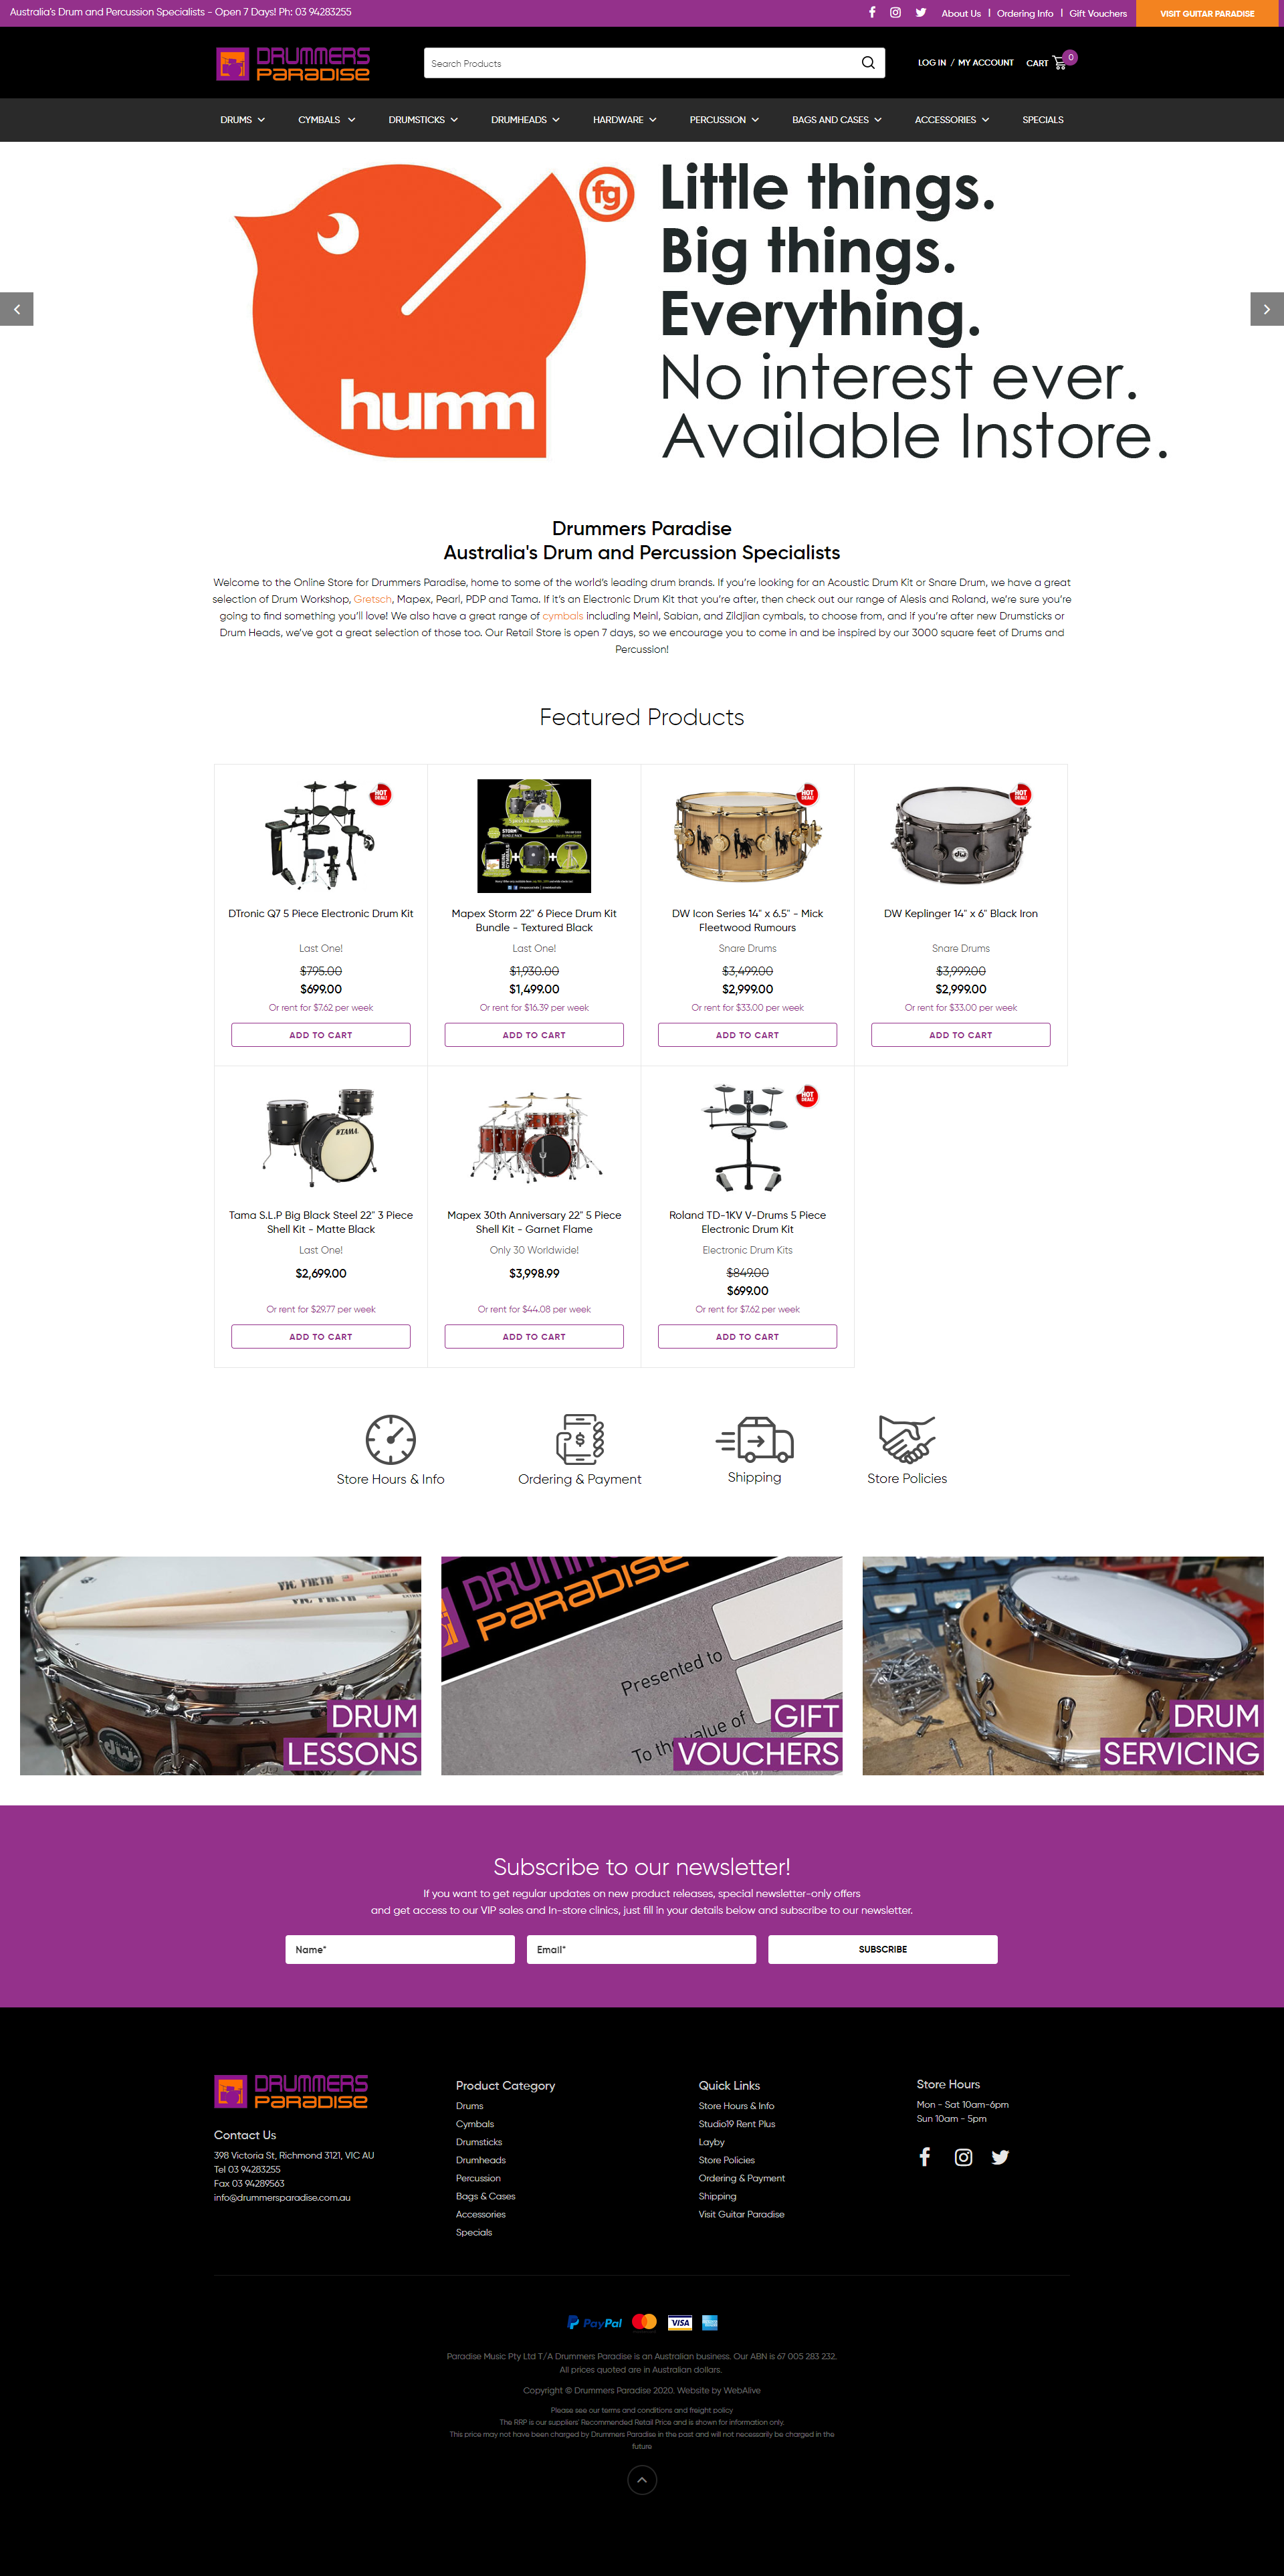 Australia's Drum and Percussion Specialists - Open 7 Days! Ph: 03 94283255
About Us | Ordering Info | Gift Vouchers
VISIT GUITAR PARADISE
DRUMMERS
PARADISE
Search Products
LOG IN / MY ACCOUNT
CART
0
DRUMS
CYMBALS
DRUMSTICKS
DRUMHEADS
HARDWARE
PERCUSSION
BAGS AND CASES
ACCESSORIES
SPECIALS
humm
fg
Little things.
Big things.
Everything.
No interest ever.
Available Instore.
Drummers Paradise
Australia's Drum and Percussion Specialists
Welcome to the Online Store for Drummers Paradise, home to some of the world's leading drum brands. If you're looking for an Acoustic Drum Kit or Snare Drum, we have a great
selection of Drum Workshop, Gretsch, Mapex, Pearl, PDP and Tama. If it's an Electronic Drum Kit that you're after, then check out our range of Alesis and Roland, we're sure you're
going to find something you'll love! We also have a great range of cymbals including Meinl, Sabian, and Zildjian cymbals, to choose from, and if you're after new Drumsticks or
Drum Heads, we've got a great selection of those too. Our Retail Store is open 7 days, so we encourage you to come in and be inspired by our 3000 square feet of Drums and
Percussion!
Featured Products
HOT
DEAL!
STORM
HOT
DEAL!
HOT
DEAL!
dw
DTronic Q7 5 Piece Electronic Drum Kit
Last One!
$795.00
$699.00
Or rent for $7.62 per week
ADD TO CART
Mapex Storm 22" 6 Piece Drum Kit
Bundle - Textured Black
Last One!
$1,930.00
$1,499.00
Or rent for $16.39 per week
ADD TO CART
DW Icon Series 14" x 6.5" - Mick
Fleetwood Rumours
Snare Drums
$3,499.00
$2,999.00
Or rent for $33.00 per week
ADD TO CART
DW Keplinger 14" x 6" Black Iron
Snare Drums
$3,999.00
$2,999.00
Or rent for $33.00 per week
ADD TO CART
TAMA
HOT
DEAL!
Tama S.L.P Big Black Steel 22" 3 Piece
Shell Kit - Matte Black
Last One!
$2,699.00
Or rent for $29.77 per week
ADD TO CART
Mapex 30th Anniversary 22" 5 Piece
Shell Kit - Garnet Flame
Only 30 Worldwide!
$3,998.99
Or rent for $44.08 per week
ADD TO CART
Roland TD-1KV V-Drums 5 Piece
Electronic Drum Kit
Electronic Drum Kits
$849.00
$699.00
Or rent for $7.62 per week
ADD TO CART
Store Hours & Info
Ordering & Payment
Shipping
Store Policies
VIC FIRTH
VIC FIRTH
dw
DRUM
LESSONS
DRUMM
PARADISE
Presented to
To the value of
GIFT
VOUCHERS
DRUM
SERVICING
Subscribe to our newsletter!
If you want to get regular updates on new product releases, special newsletter-only offers
and get access to our VIP sales and In-store clinics, just fill in your details below and subscribe to our newsletter.
Name*
Email*
SUBSCRIBE
DRUMMERS
PARADISE
Contact Us
398 Victoria St, Richmond 3121, VIC AU
Tel 03 94283255
Fax 03 94289563
info@drummersparadise.com.au
Product Category
Drums
Cymbals
Drumsticks
Drumheads
Percussion
Bags & Cases
Accessories
Specials
Quick Links
Store Hours & Info
Studio19 Rent Plus
Layby
Store Policies
Ordering & Payment
Shipping
Visit Guitar Paradise
Store Hours
Mon - Sat 10am-6pm
Sun 10am - 5pm
PayPal
VISA
Paradise Music Pty Ltd T/A Drummers Paradise is an Australian business. Our ABN is 67 005 283 232.
All prices quoted are in Australian dollars.
Copyright © Drummers Paradise 2020. Website by WebAlive
Please see our terms and conditions and freight policy
The RRP is our suppliers' Recommended Retail Price and is shown for information only.
This price may not have been charged by Drummers Paradise in the past and will not necessarily be charged in the
future